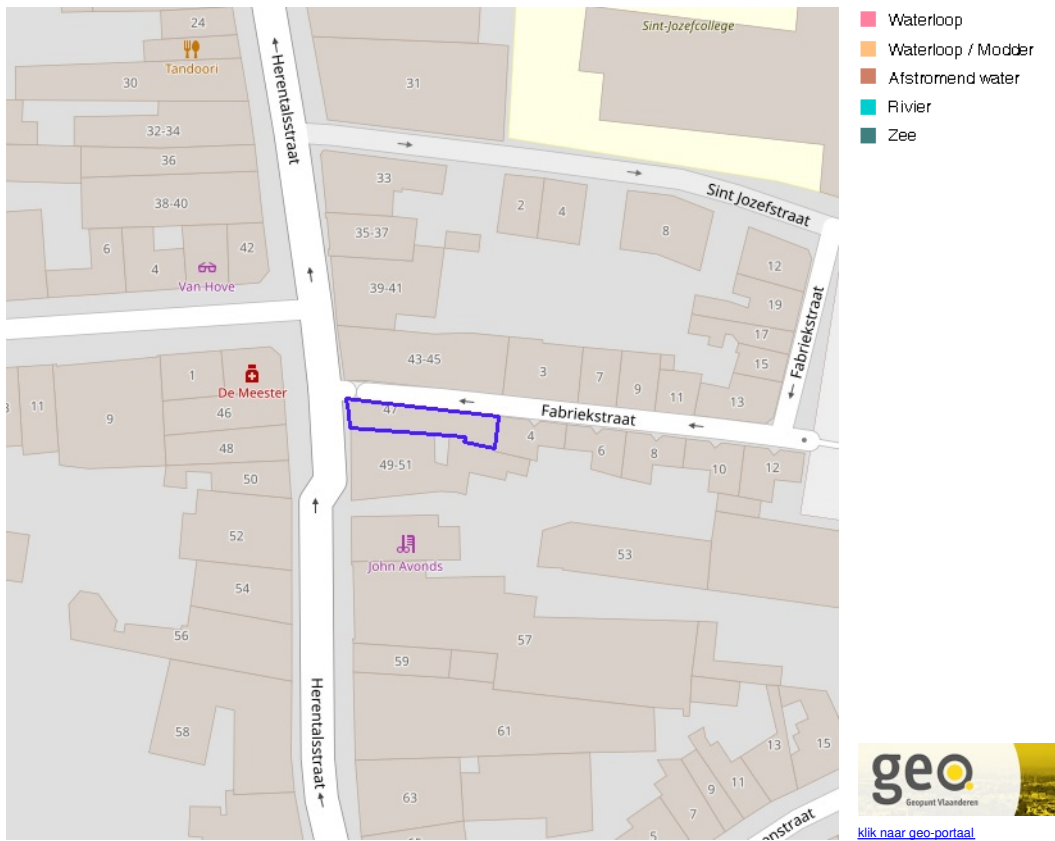 24
Sint-Jozefcollege
Tandoori
30
31
←Herentalsstraat
32-34
36
33
38-40
Sint Jozefstraat
2
4
8
35-37
6
4
42
Van Hove
12
39-41
19
17
Fabriekstraat
15
43-45
3
7
9
11
13
1
De Meester
11
9
46
47
Fabriekstraat
48
4
6
8
10
12
49-51
50
52
John Avonds
53
54
56
57
59
58
Herentalsstraat←
61
13
15
63
11
9
7
5
enstraat
Waterloop
Waterloop / Modder
Afstromend water
Rivier
Zee
geo.
Geopunt Vlaanderen
klik naar geo-portaal